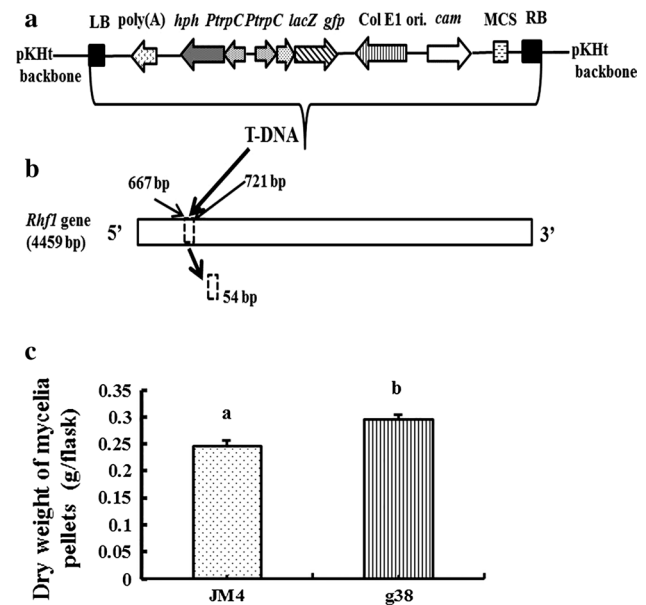 a
LB poly(A) hph PtrpC PtrpC lacZ gfp Col E1 ori. cam MCS RB
pKHt backbone
pKHt backbone
T-DNA
b
667 bp
721 bp
Rhf1 gene
(4459 bp)
5’
3’
54 bp
c
Dry weight of mycelia
pellets (g/flask)
0.35
0.3
0.25
0.2
0.15
0.1
0.05
0
a
b
JM4
g38